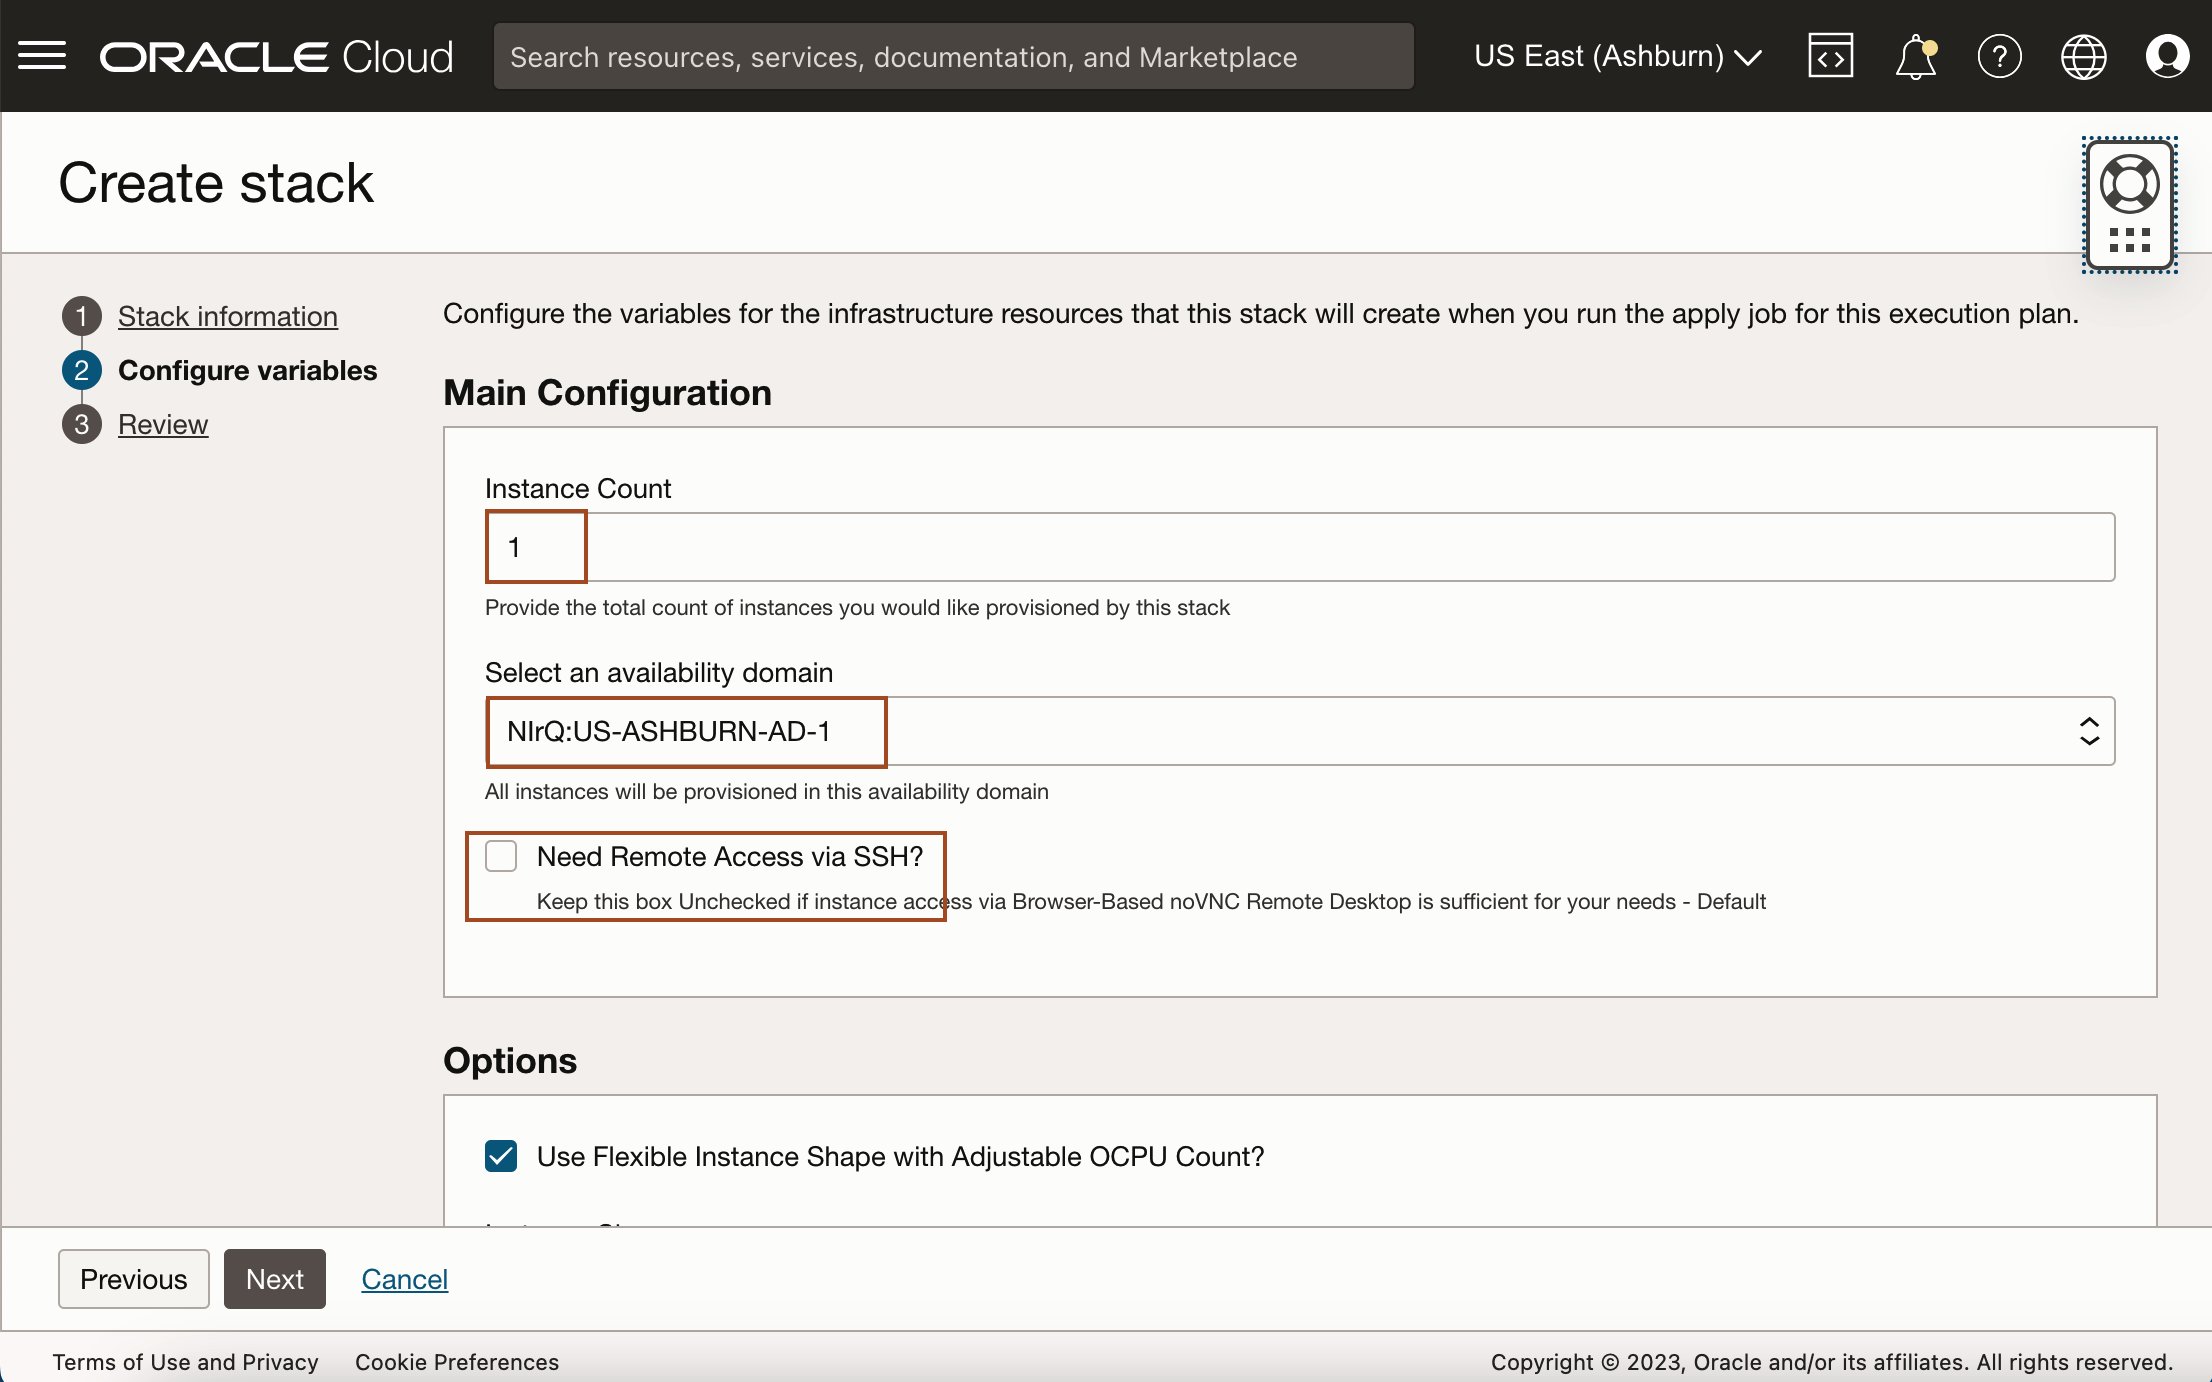 ORACLE Cloud
Search resources, services, documentation, and Marketplace
US East (Ashburn)
Create stack
1 Stack information
2 Configure variables
3 Review
Configure the variables for the infrastructure resources that this stack will create when you run the apply job for this execution plan.
Main Configuration
Instance Count
1
Provide the total count of instances you would like provisioned by this stack
Select an availability domain
NIrQ:US-ASHBURN-AD-1
All instances will be provisioned in this availability domain
Need Remote Access via SSH?
Keep this box Unchecked if instance access via Browser-Based noVNC Remote Desktop is sufficient for your needs - Default
Options
Use Flexible Instance Shape with Adjustable OCPU Count?
Previous
Next
Cancel
Terms of Use and Privacy
Cookie Preferences
Copyright © 2023, Oracle and/or its affiliates. All rights reserved.